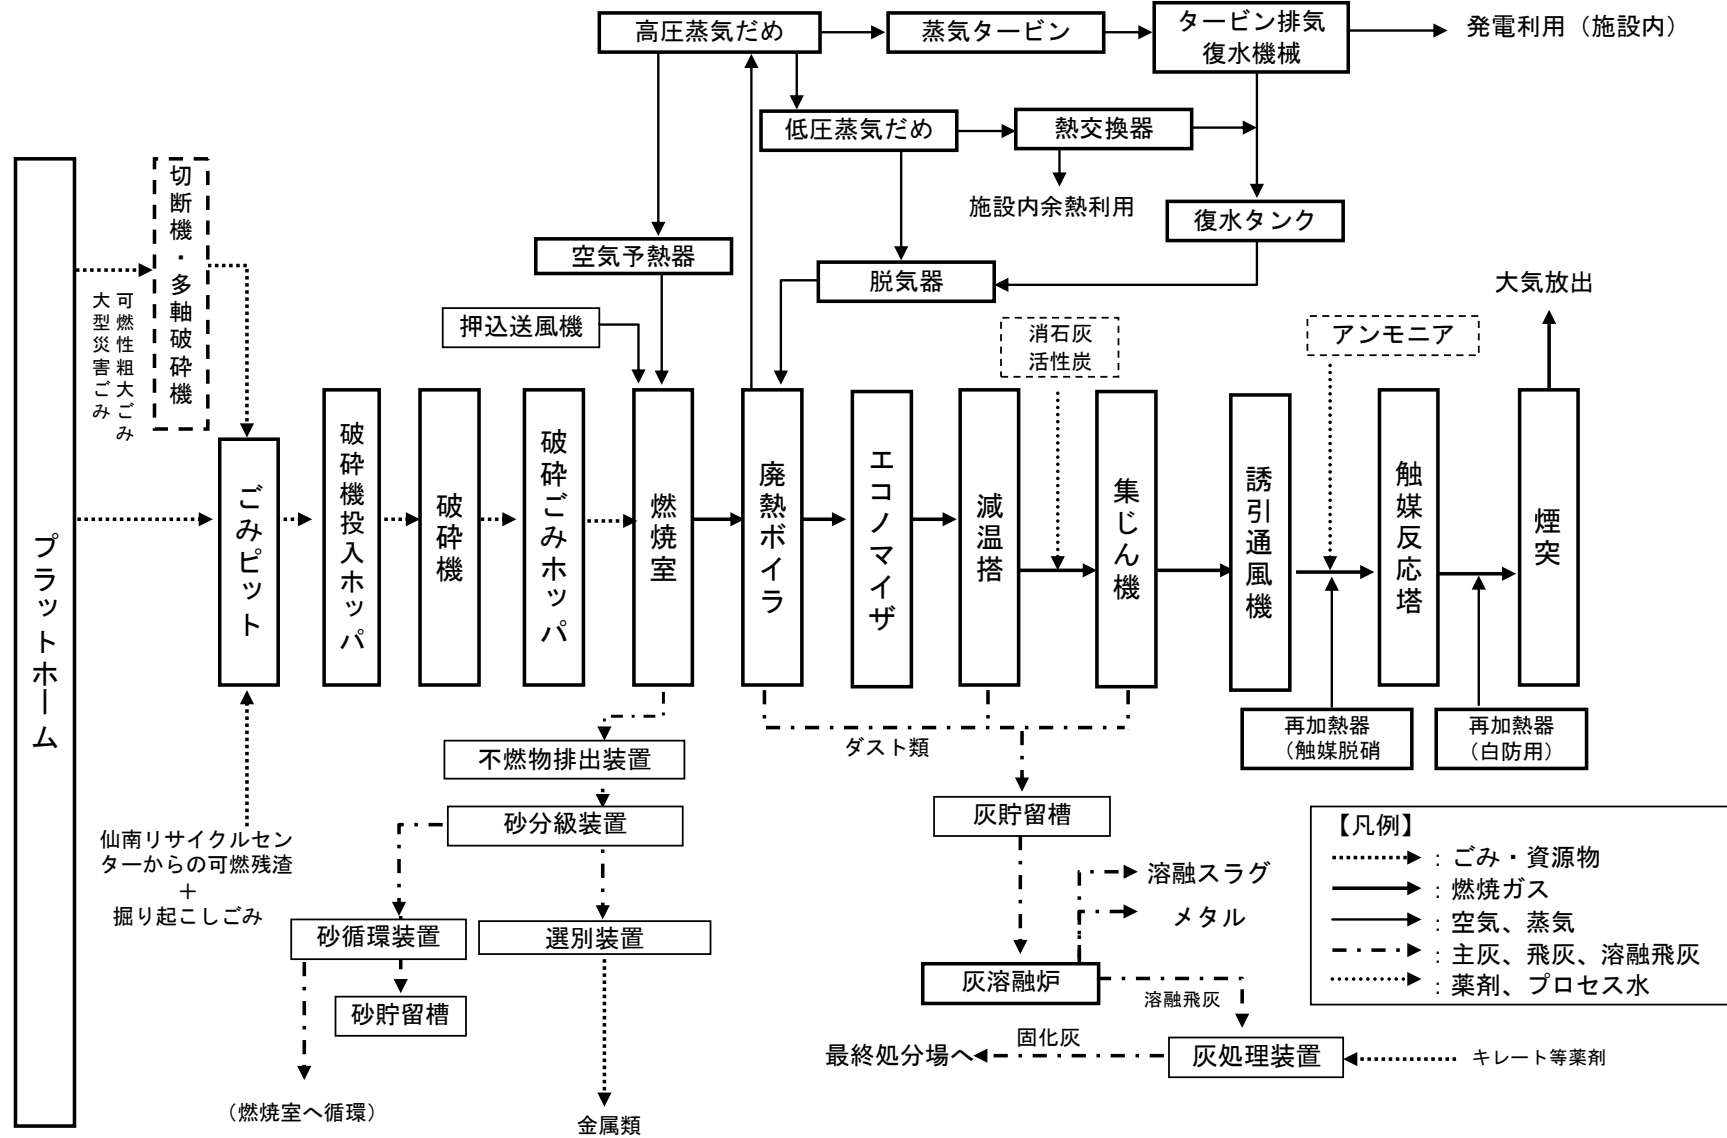 高圧蒸気だめ
蒸気タービン
タービン排気
復水機械
発電利用（施設内）
低圧蒸気だめ
熱交換器
施設内余熱利用
復水タンク
空気予熱器
脱気器
押込送風機
消石灰
活性炭
アンモニア
大気放出
プラットホーム
切断機・多軸破砕機
可燃性粗大ごみ
大型災害ごみ
ごみピット
破砕機投入ホッパ
破砕機
破砕ごみホッパ
燃焼室
廃熱ボイラ
エコノマイザ
減温搭
集じん機
誘引通風機
触媒反応塔
煙突
再加熱器
（触媒脱硝
再加熱器
（白防用）
不燃物排出装置
ダスト類
砂分級装置
灰貯留槽
仙南リサイクルセン
ターからの可燃残渣
＋
掘り起こしごみ
砂循環装置
選別装置
砂貯留槽
（燃焼室へ循環）
金属類
溶融スラグ
メタル
灰溶融炉
溶融飛灰
固化灰
最終処分場へ
灰処理装置
キレート等薬剤
【凡例】
：ごみ・資源物
：燃焼ガス
：空気、蒸気
：主灰、飛灰、溶融飛灰
：薬剤、プロセス水